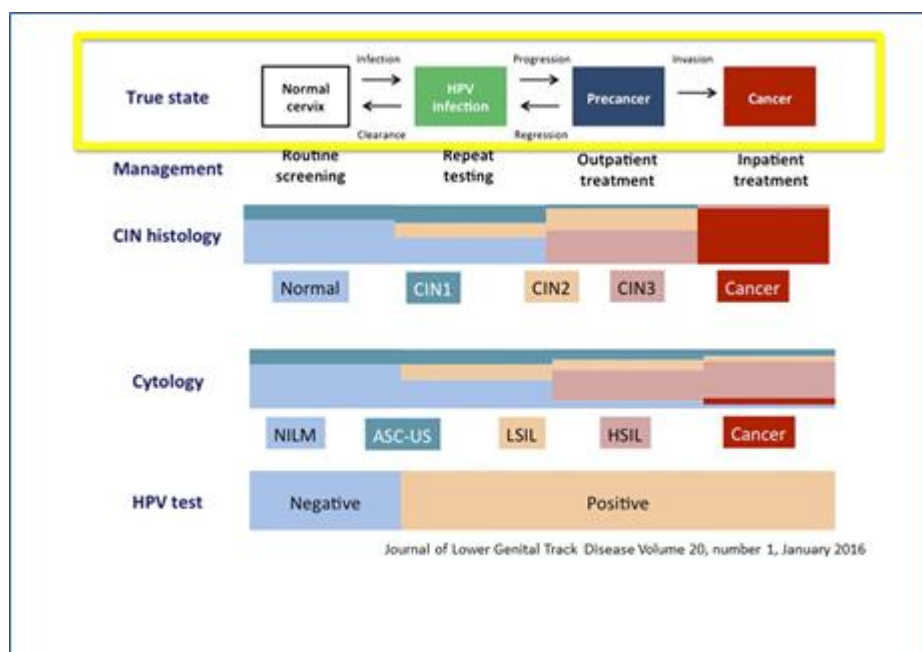 Infection Progression Invasion
True state Normal cervix HPV infection Precancer Cancer
Clearance Regression
Management Routine screening Repeat testing Outpatient treatment Inpatient treatment
CIN histology
Normal CIN1 CIN2 CIN3 Cancer
Cytology
NILM ASC-US LSIL HSIL Cancer
HPV test Negative Positive
Journal of Lower Genital Track Disease Volume 20, number 1, January 2016